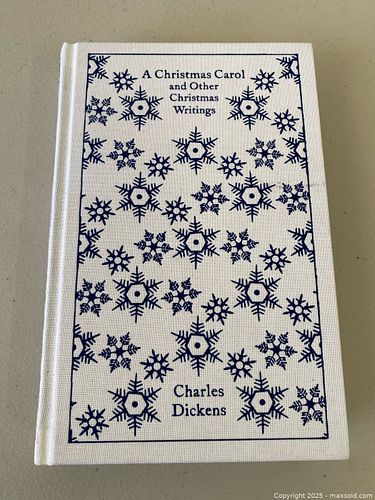 A Christmas Carol
and Other
Christmas
Writings
Charles
Dickens
Copyright 2025 - maxsold.com